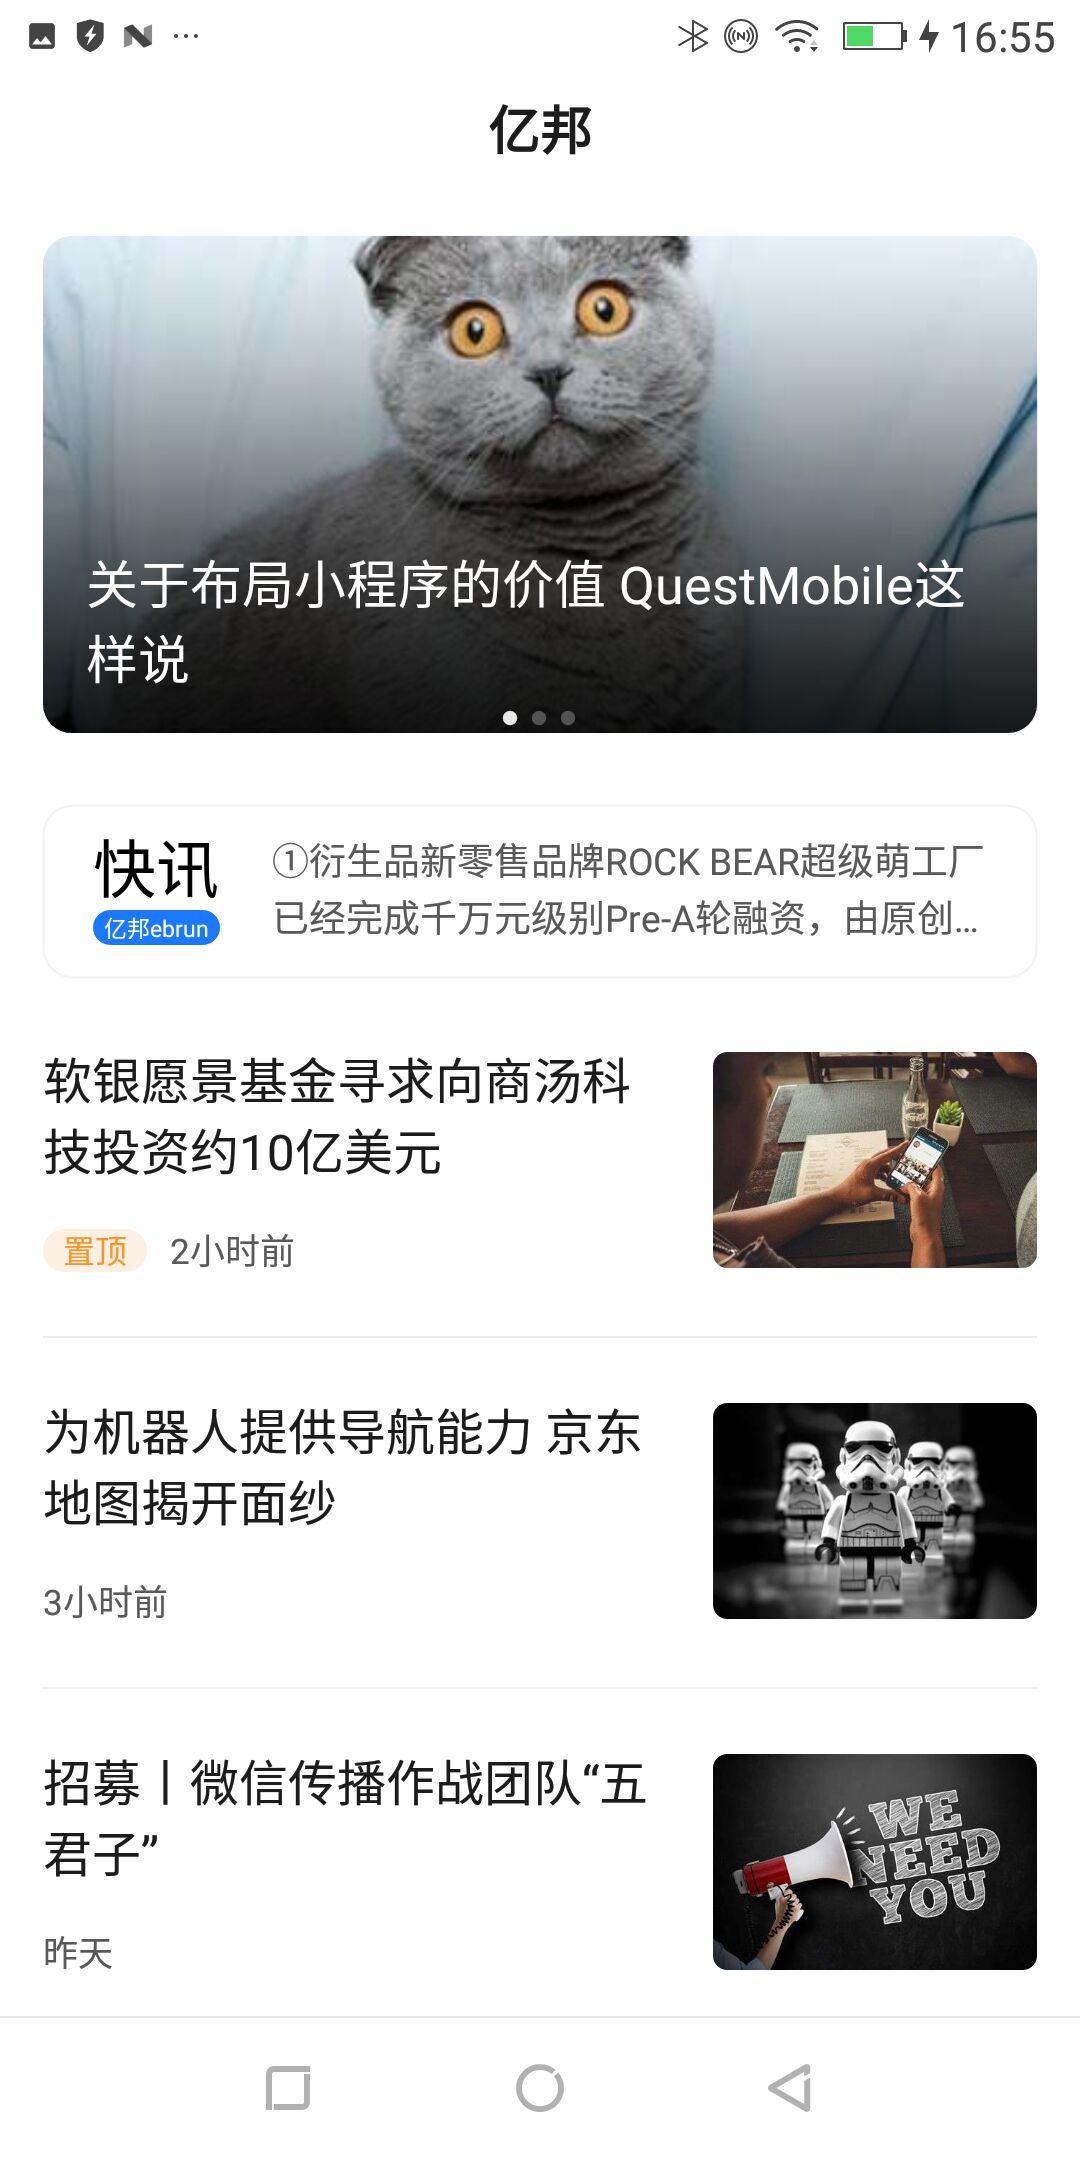 16:55
亿邦
关于布局小程序的价值 QuestMobile这
样说
快讯
亿邦ebrun
①衍生品新零售品牌ROCK BEAR超级萌工厂
已经完成千万元级别Pre-A轮融资，由原创...
软银愿景基金寻求向商汤科
技投资约10亿美元
置顶 2小时前
为机器人提供导航能力 京东
地图揭开面纱
3小时前
招募丨微信传播作战团队“五
君子”
昨天
WE
NEED
YOU